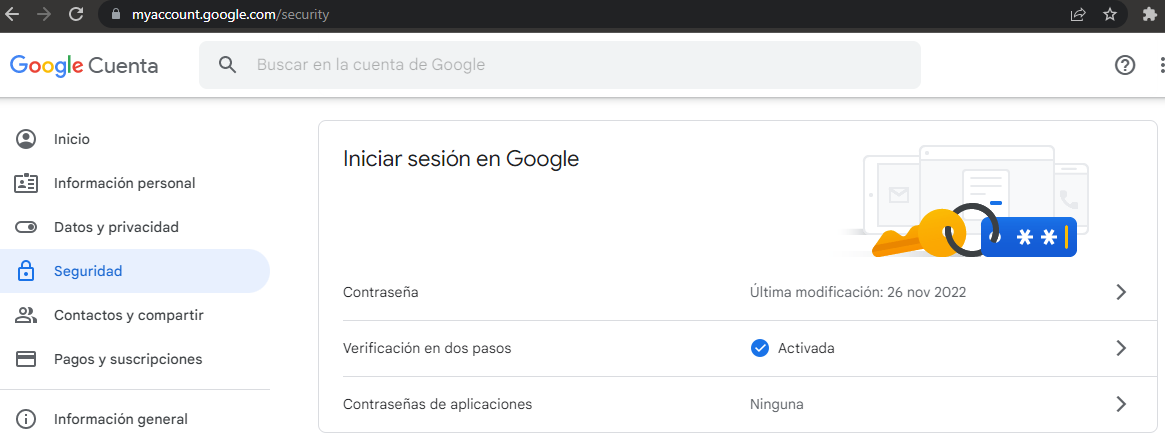 myaccount.google.com/security
Google Cuenta
Buscar en la cuenta de Google
Inicio
Información personal
Datos y privacidad
Seguridad
Contactos y compartir
Pagos y suscripciones
Información general
Iniciar sesión en Google
**
Contraseña Última modificación: 26 nov 2022
Verificación en dos pasos Activada
Contraseñas de aplicaciones Ninguna